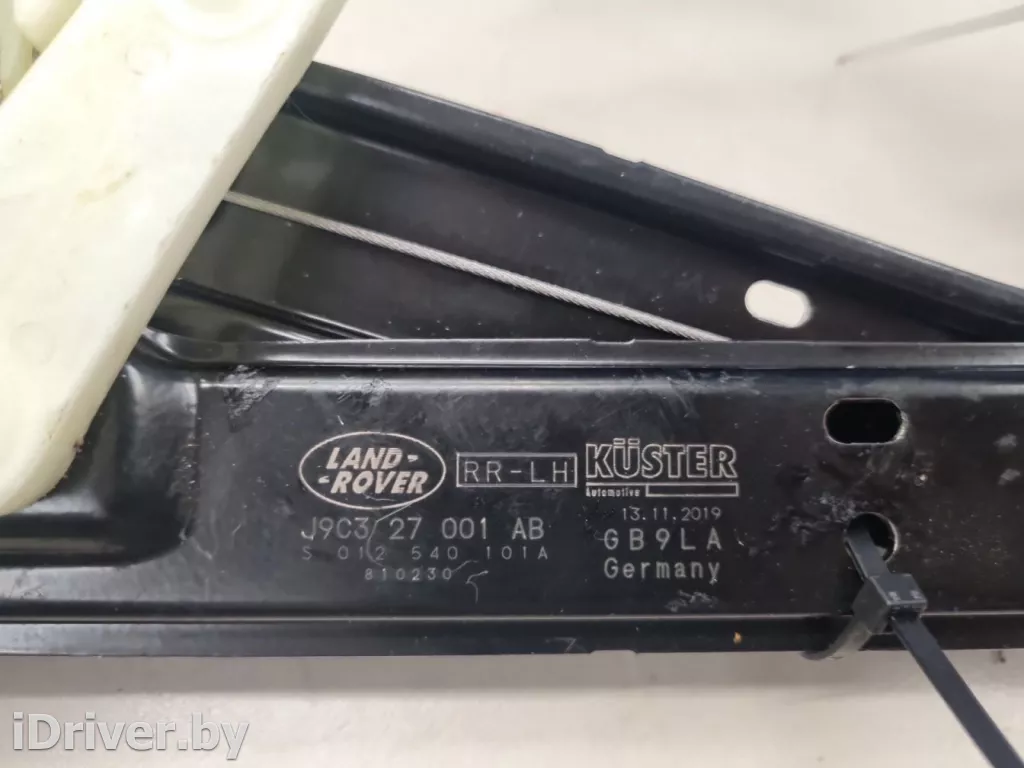 LAND-
-ROVER
RR-LH
KÜSTER
Automotive
J9C3 27 001 AB
13.11.2019
S 012 540 101A
GB9LA
810230
Germany
iDriver.by